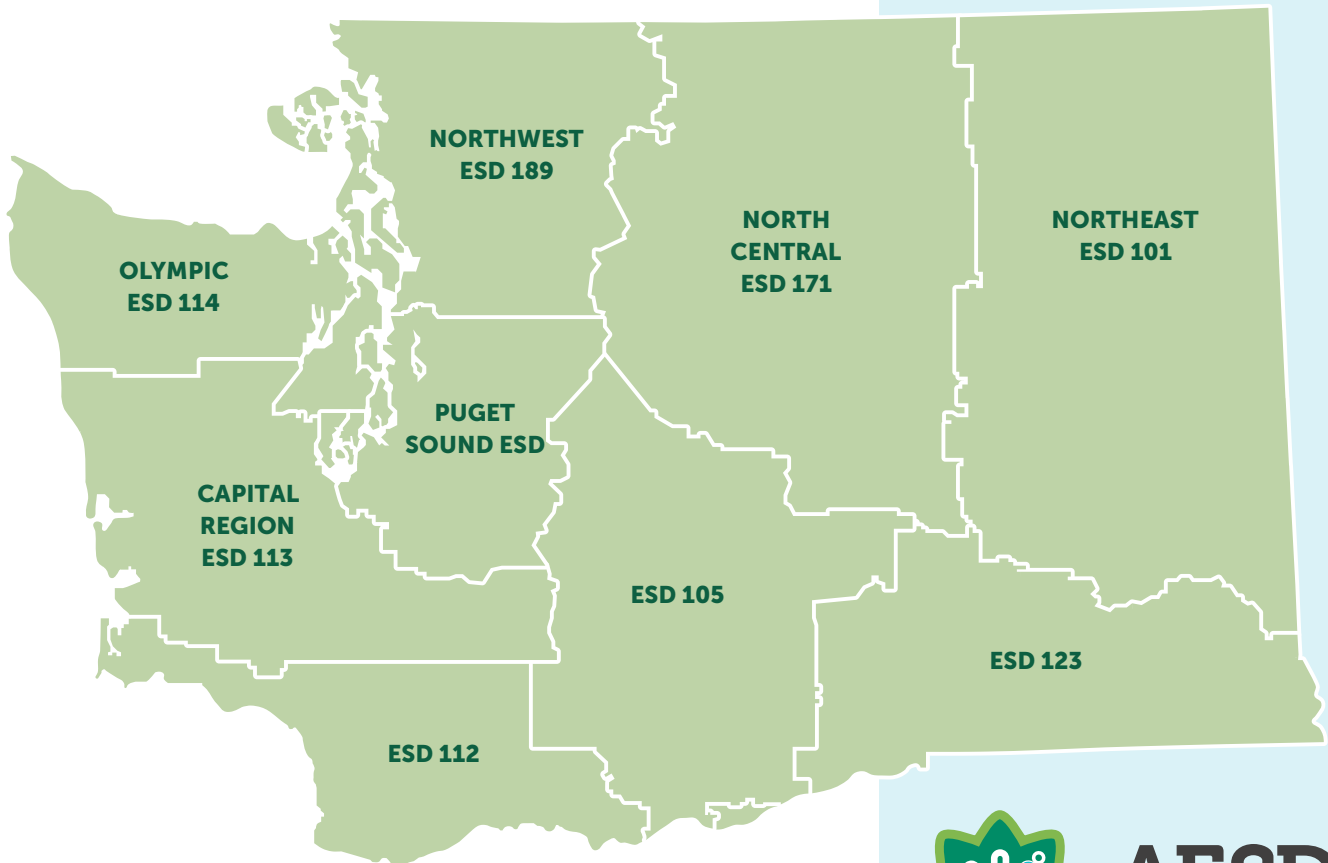 NORTHWEST
ESD 189
NORTH
CENTRAL
ESD 171
NORTHEAST
ESD 101
OLYMPIC
ESD 114
PUGET
SOUND ESD
CAPITAL
REGION
ESD 113
ESD 105
ESD 123
ESD 112
AESD